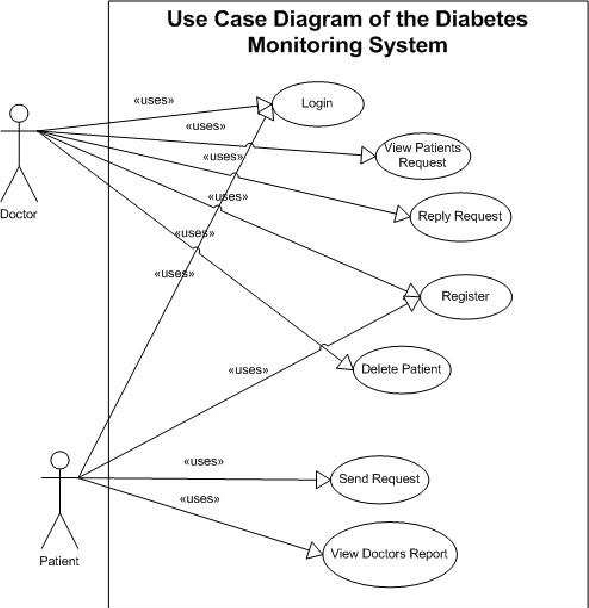 Use Case Diagram of the Diabetes
Monitoring System
«uses»
Login
«uses»
View Patients
Request
«uses»
«uses»
Reply Request
Doctor
«uses»
«uses»
Register
«uses»
Delete Patient
«uses»
Send Request
«uses»
View Doctors Report
Patient